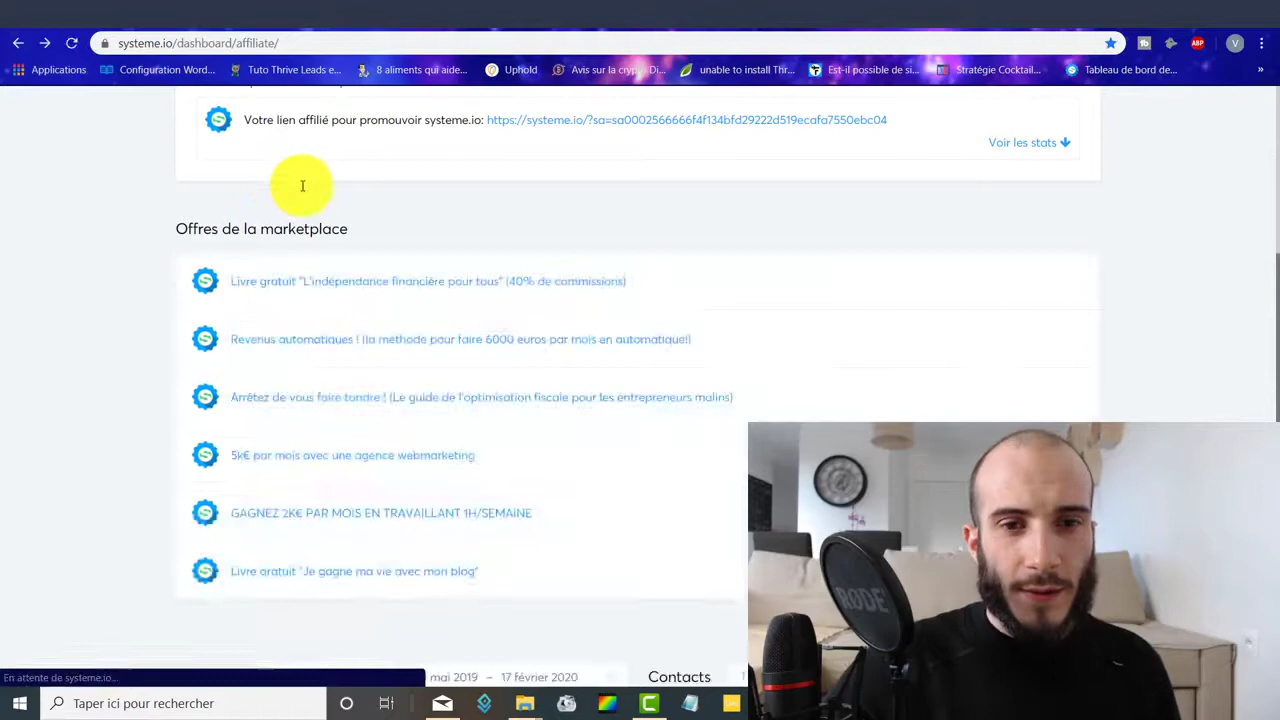 systeme.io/dashboard/affiliate/
ABP
V
Applications
Configuration Word...
Tuto Thrive Leads e...
8 aliments qui aide...
Uphold
Avis sur la crypto Di...
unable to install Thr...
Est-il possible de si...
Stratégie Cocktail...
Tableau de bord de...
»
Votre lien affilié pour promouvoir systeme.io: https://systeme.io/?sa=sa0002566666f4f134bfd29222d519ecafa7550ebc04
Voir les stats
Offres de la marketplace
Livre gratuit "L'indépendance financière pour tous" (40% de commissions)
Revenus automatiques ! (la méthode pour faire 6000 euros par mois en automatique!)
Arrêtez de vous faire tondre ! (Le guide de l'optimisation fiscale pour les entrepreneurs malins)
5k€ par mois avec une agence webmarketing
GAGNEZ 2K€ PAR MOIS EN TRAVAILLANT 1H/SEMAINE
Livre gratuit "Je gagne ma vie avec mon blog"
RØDE
En attente de systeme.io...
mai 2019 – 17 février 2020
Contacts
Taper ici pour rechercher